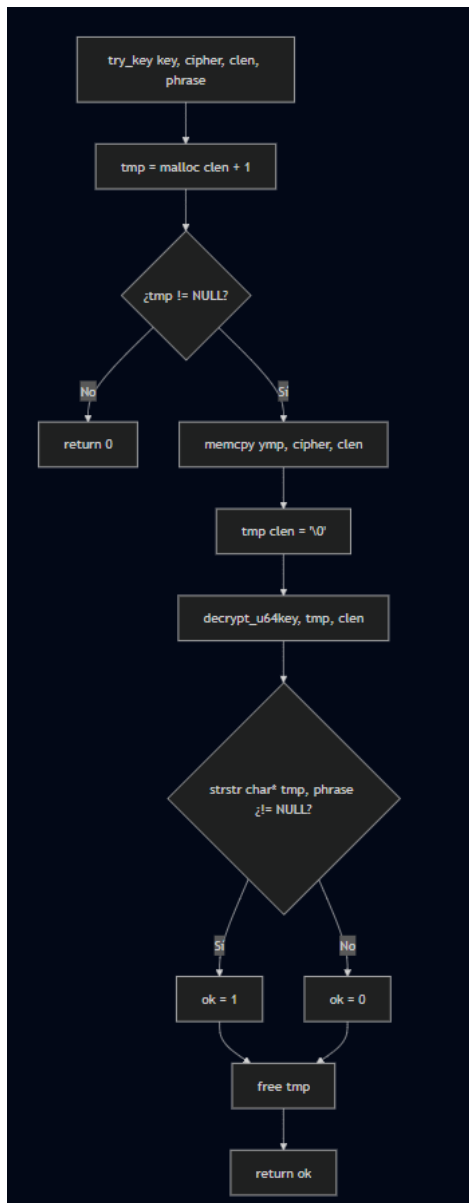 try_key key, cipher, clen,
phrase
tmp = malloc clen + 1
¿tmp != NULL?
No
Si
return 0
memcpy ymp, cipher, clen
tmp clen = '\0'
decrypt_u64key, tmp, clen
strstr char* tmp, phrase
¿!= NULL?
Si
No
ok = 1
ok = 0
free tmp
return ok